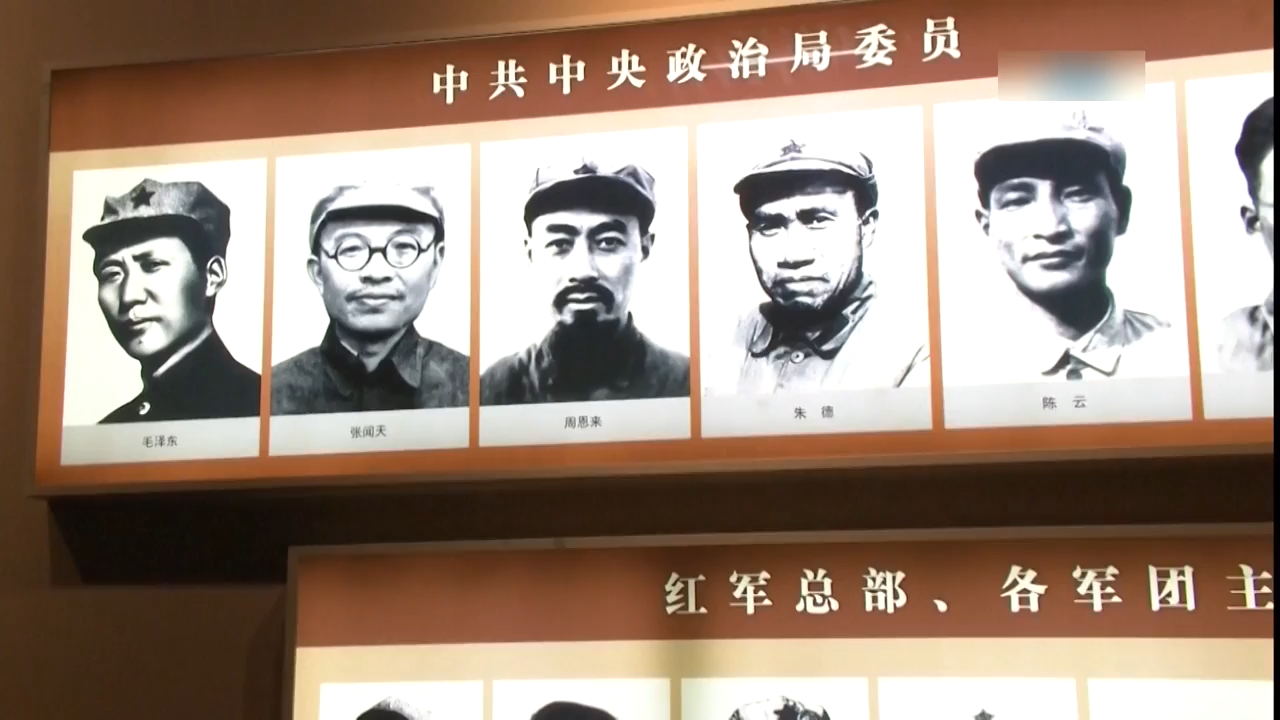 中共中央政治局委员
毛泽东
张闻天
周恩来
朱 德
陈 云
红军总部、各军团主